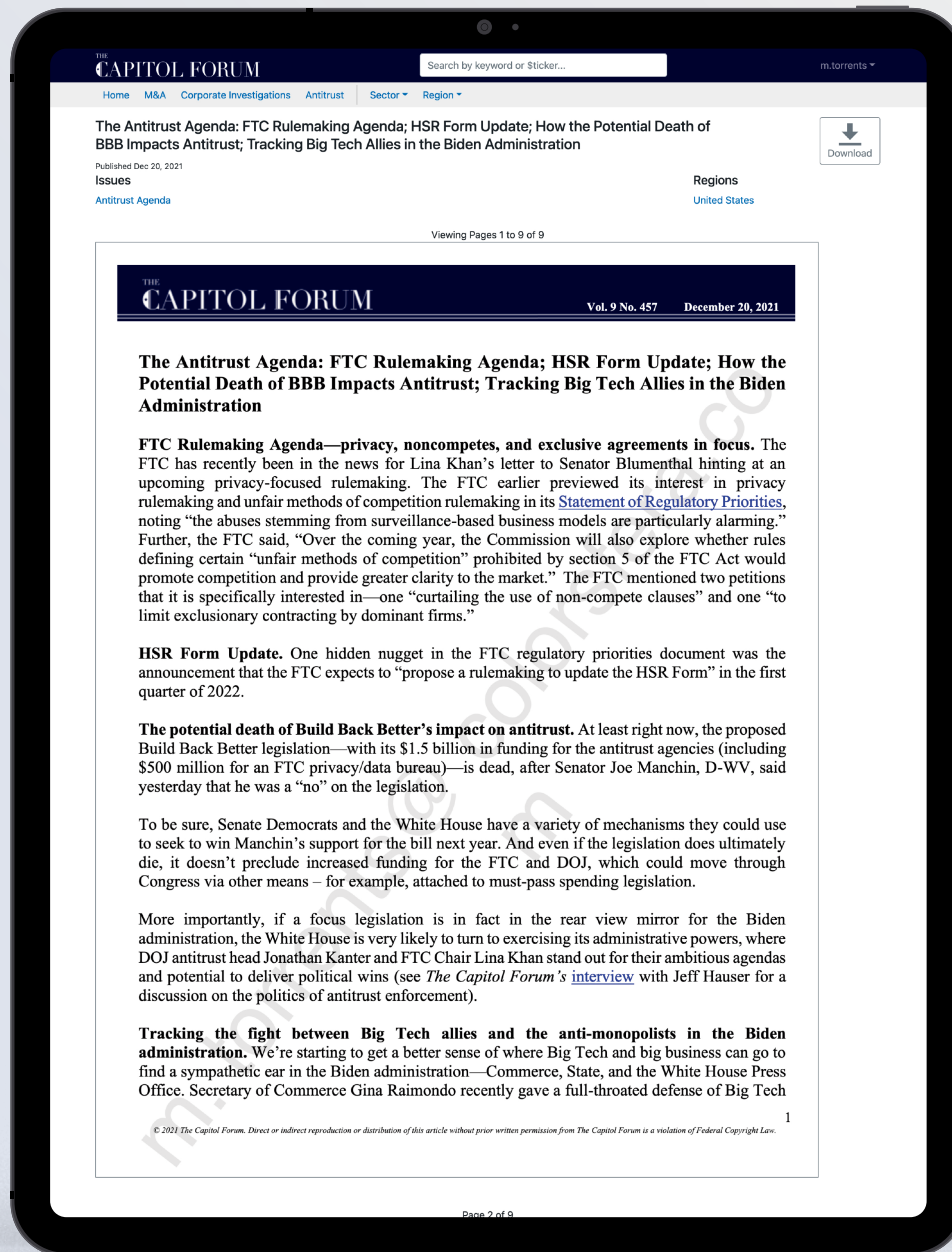 THE
CAPITOL FORUM
Search by keyword or $ticker...
m.torrents
Home M&A Corporate Investigations Antitrust Sector Region
The Antitrust Agenda: FTC Rulemaking Agenda; HSR Form Update; How the Potential Death of
BBB Impacts Antitrust; Tracking Big Tech Allies in the Biden Administration
Download
Published Dec 20, 2021
Issues
Regions
Antitrust Agenda
United States
Viewing Pages 1 to 9 of 9
THE
CAPITOL FORUM
Vol. 9 No. 457 December 20, 2021
The Antitrust Agenda: FTC Rulemaking Agenda; HSR Form Update; How the
Potential Death of BBB Impacts Antitrust; Tracking Big Tech Allies in the Biden
Administration
FTC Rulemaking Agenda—privacy, noncompetes, and exclusive agreements in focus. The
FTC has recently been in the news for Lina Khan’s letter to Senator Blumenthal hinting at an
upcoming privacy-focused rulemaking. The FTC earlier previewed its interest in privacy
rulemaking and unfair methods of competition rulemaking in its Statement of Regulatory Priorities,
noting “the abuses stemming from surveillance-based business models are particularly alarming.”
Further, the FTC said, “Over the coming year, the Commission will also explore whether rules
defining certain “unfair methods of competition” prohibited by section 5 of the FTC Act would
promote competition and provide greater clarity to the market.” The FTC mentioned two petitions
that it is specifically interested in—one “curtailing the use of non-compete clauses” and one “to
limit exclusionary contracting by dominant firms.”
HSR Form Update. One hidden nugget in the FTC regulatory priorities document was the
announcement that the FTC expects to “propose a rulemaking to update the HSR Form” in the first
quarter of 2022.
The potential death of Build Back Better’s impact on antitrust. At least right now, the proposed
Build Back Better legislation—with its $1.5 billion in funding for the antitrust agencies (including
$500 million for an FTC privacy/data bureau)—is dead, after Senator Joe Manchin, D-WV, said
yesterday that he was a “no” on the legislation.
To be sure, Senate Democrats and the White House have a variety of mechanisms they could use
to seek to win Manchin’s support for the bill next year. And even if the legislation does ultimately
die, it doesn’t preclude increased funding for the FTC and DOJ, which could move through
Congress via other means – for example, attached to must-pass spending legislation.
More importantly, if a focus legislation is in fact in the rear view mirror for the Biden
administration, the White House is very likely to turn to exercising its administrative powers, where
DOJ antitrust head Jonathan Kanter and FTC Chair Lina Khan stand out for their ambitious agendas
and potential to deliver political wins (see The Capitol Forum’s interview with Jeff Hauser for a
discussion on the politics of antitrust enforcement).
Tracking the fight between Big Tech allies and the anti-monopolists in the Biden
administration. We’re starting to get a better sense of where Big Tech and big business can go to
find a sympathetic ear in the Biden administration—Commerce, State, and the White House Press
Office. Secretary of Commerce Gina Raimondo recently gave a full-throated defense of Big Tech
1
© 2021 The Capitol Forum. Direct or indirect reproduction or distribution of this article without prior written permission from The Capitol Forum is a violation of Federal Copyright Law.
m.torrents@colorstera.co
m
Page 2 of 9